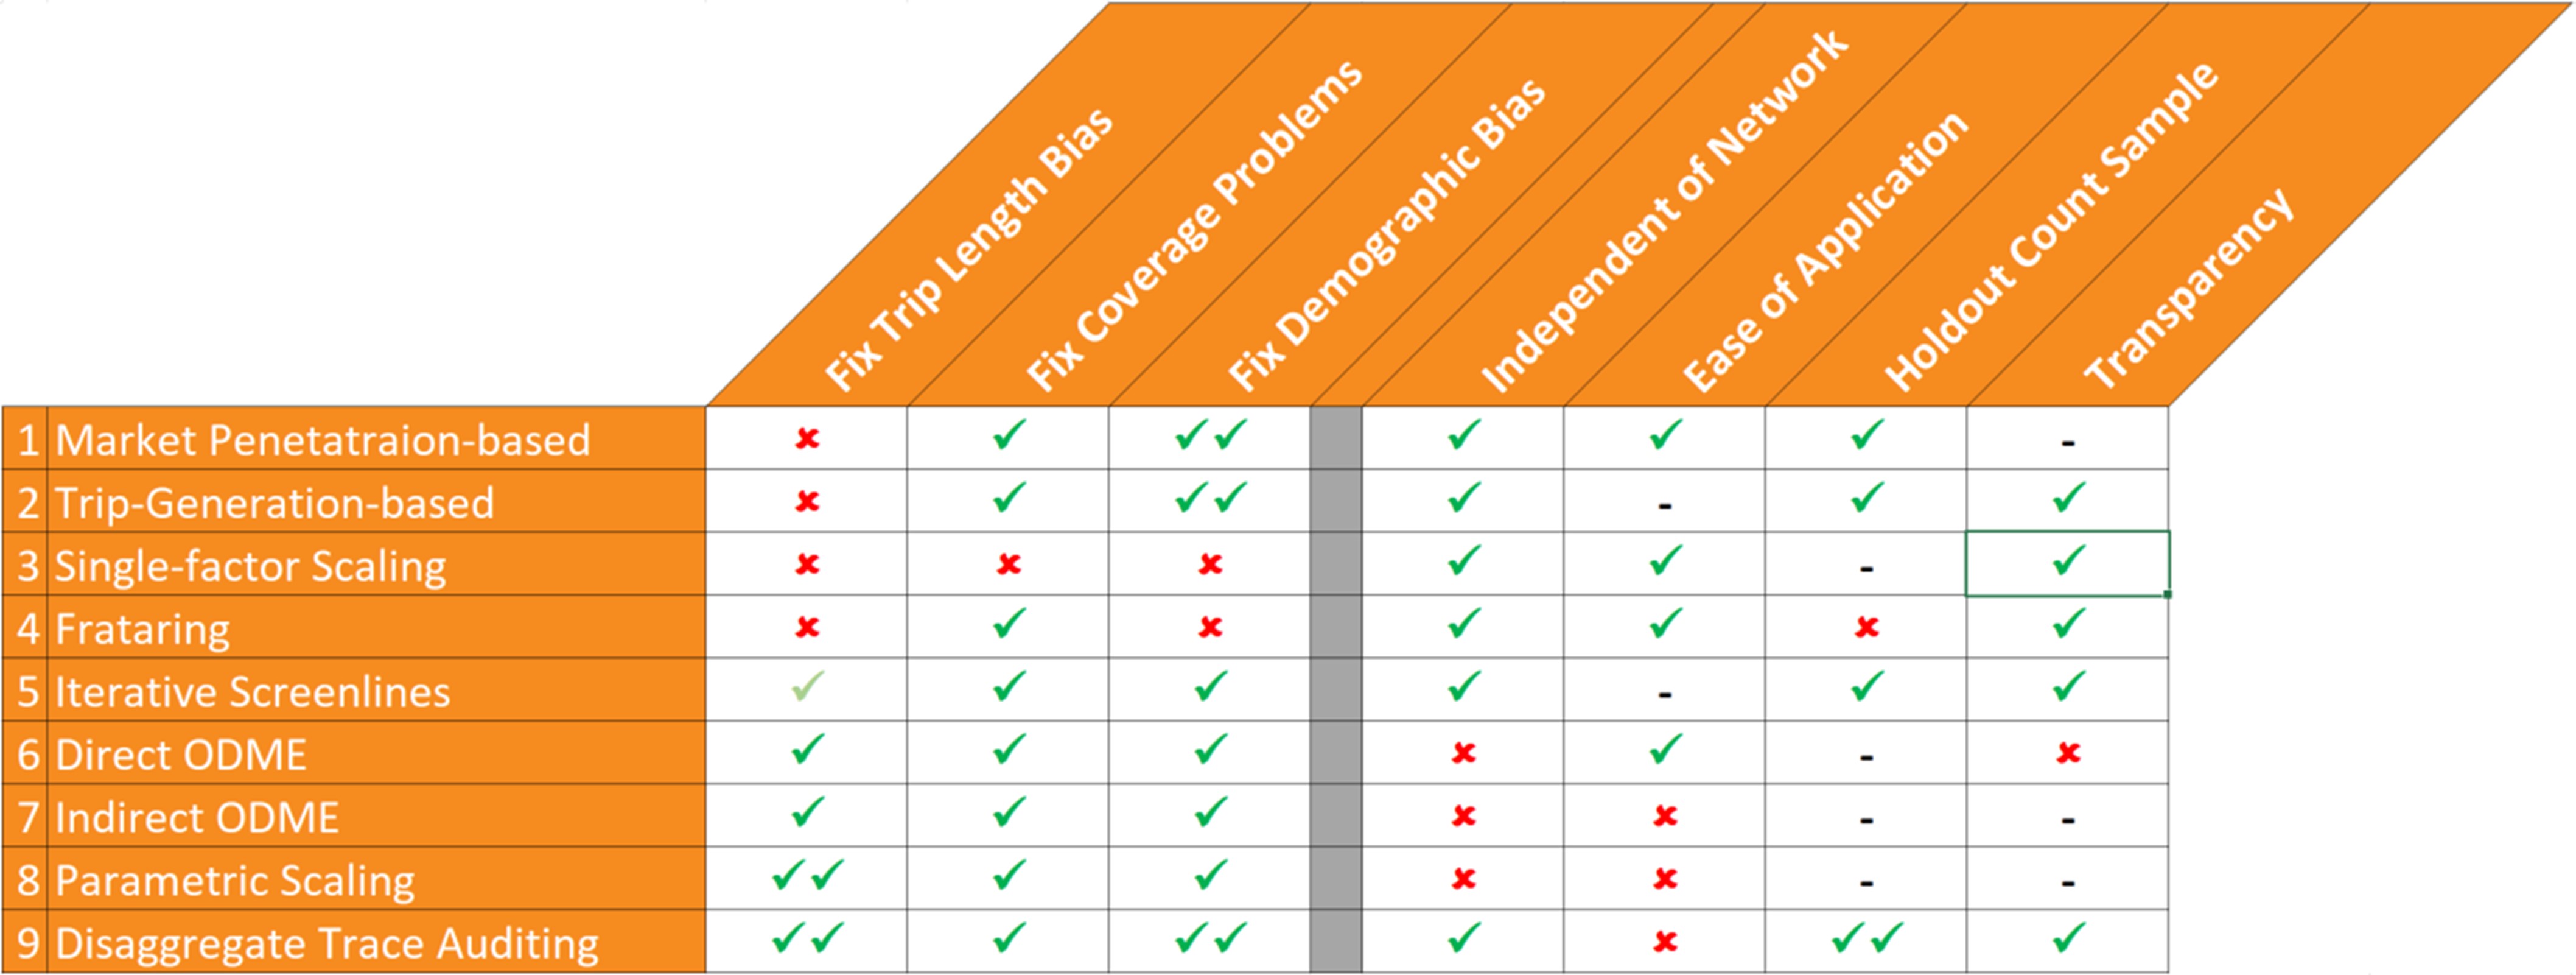 Fix Trip Length Bias
Fix Coverage Problems
Fix Demographic Bias
Independent of Network
Ease of Application
Holdout Count Sample
Transparency
1 Market Penetatraion-based ✘ ✓ ✓✓ ✓ ✓ ✓ -
2 Trip-Generation-based ✘ ✓ ✓✓ ✓ - ✓ ✓
3 Single-factor Scaling ✘ ✘ ✘ ✓ ✓ - ✓
4 Frataring ✘ ✓ ✘ ✓ ✓ ✘ ✓
5 Iterative Screenlines ✓ ✓ ✓ ✓ - ✓ ✓
6 Direct ODME ✓ ✓ ✓ ✘ ✓ - ✘
7 Indirect ODME ✓ ✓ ✓ ✘ ✘ - -
8 Parametric Scaling ✓✓ ✓ ✓ ✘ ✘ - -
9 Disaggregate Trace Auditing ✓✓ ✓ ✓✓ ✓ ✘ ✓✓ ✓